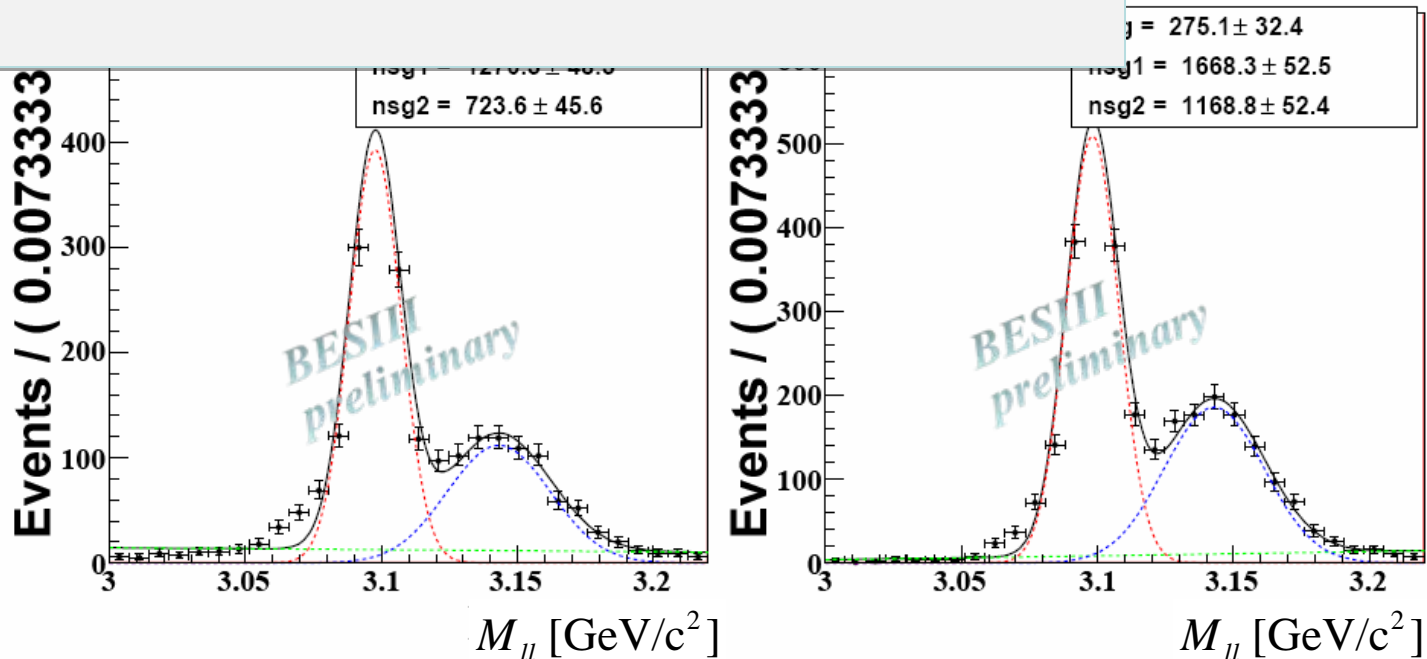 275.1 ± 32.4
nsg1 = 1668.3 ± 52.5
nsg2 = 723.6 ± 45.6
nsg2 = 1168.8 ± 52.4
Events / ( 0.0073333
400
300
200
100
0
3 3.05 3.1 3.15 3.2
M_ll [GeV/c²]
BESIII
preliminary
Events / ( 0.0073333
500
400
300
200
100
0
3 3.05 3.1 3.15 3.2
M_ll [GeV/c²]
BESIII
preliminary